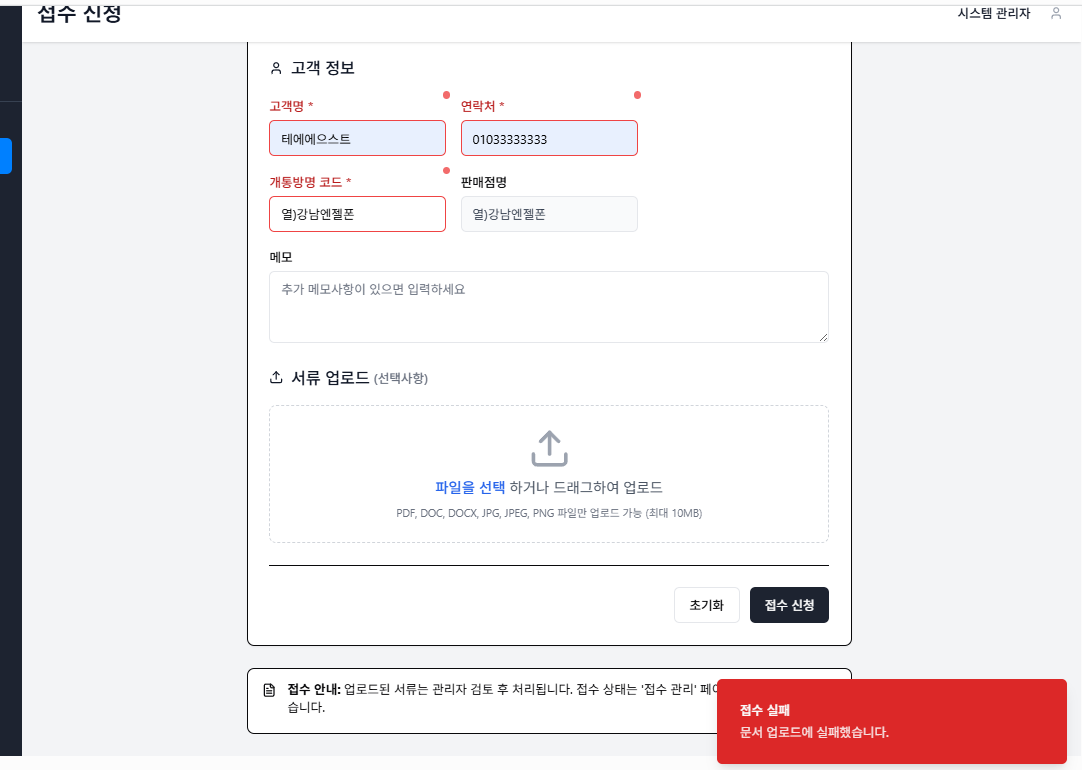 접수 신청
시스템 관리자
고객 정보
고객명 *
연락처 *
테에에으스트
01033333333
개통방명 코드 *
판매점명
열)강남엔젤폰
열)강남엔젤폰
메모
추가 메모사항이 있으면 입력하세요
서류 업로드 (선택사항)
파일을 선택 하거나 드래그하여 업로드
PDF, DOC, DOCX, JPG, JPEG, PNG 파일만 업로드 가능 (최대 10MB)
초기화
접수 신청
접수 안내: 업로드된 서류는 관리자 검토 후 처리됩니다. 접수 상태는 '접수 관리' 페
습니다.
접수 실패
문서 업로드에 실패했습니다.